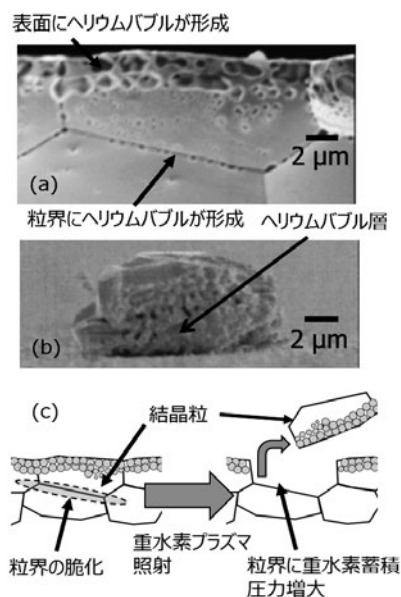 表面にヘリウムバブルが形成
2 μm
(a)
粒界にヘリウムバブルが形成
ヘリウムバブル層
2 μm
(b)
(c)
結晶粒
粒界の脆化
重水素プラズマ
照射
粒界に重水素蓄積
圧力増大